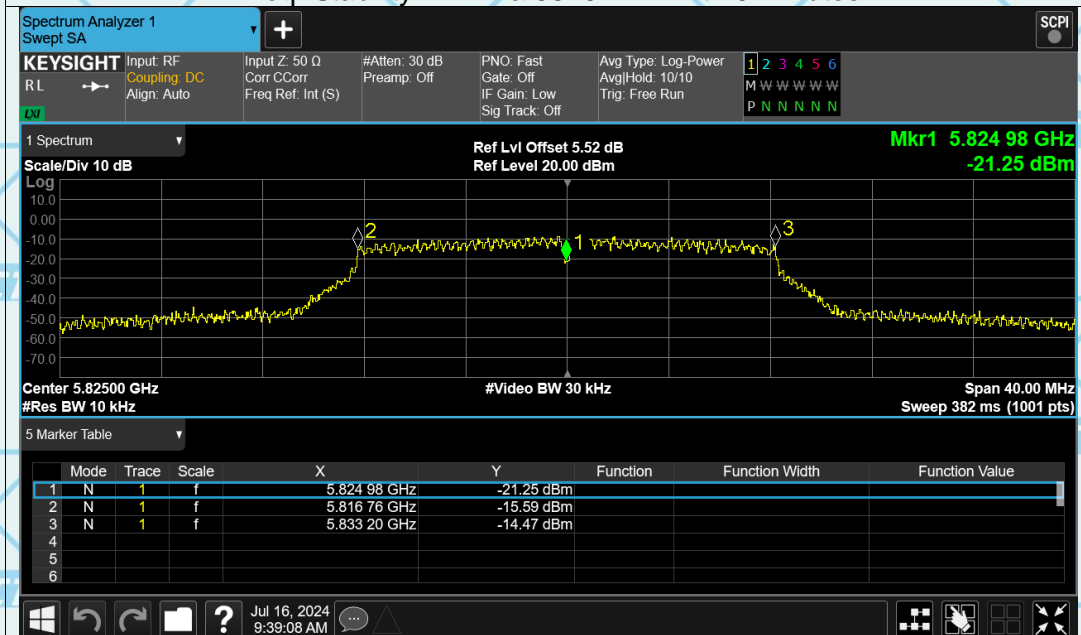 Spectrum Analyzer 1
Swept SA
+
SCPI
KEYSIGHT
R L
LXI
Input: RF
Coupling: DC
Align: Auto
Input Z: 50 Ω
Corr CCorr
Freq Ref: Int (S)
#Atten: 30 dB
Preamp: Off
PNO: Fast
Gate: Off
IF Gain: Low
Sig Track: Off
Avg Type: Log-Power
Avg|Hold: 10/10
Trig: Free Run
1 2 3 4 5 6
M W W W W W
P N N N N N
1 Spectrum
Scale/Div 10 dB
Ref Lvl Offset 5.52 dB
Ref Level 20.00 dBm
Mkr1 5.824 98 GHz
-21.25 dBm
Log
10.0
0.00
-10.0
-20.0
-30.0
-40.0
-50.0
-60.0
-70.0
2
1
3
Center 5.82500 GHz
#Video BW 30 kHz
Span 40.00 MHz
#Res BW 10 kHz
Sweep 382 ms (1001 pts)
5 Marker Table
Mode Trace Scale X Y Function Function Width Function Value
1 N 1 f 5.824 98 GHz -21.25 dBm
2 N 1 f 5.816 76 GHz -15.59 dBm
3 N 1 f 5.833 20 GHz -14.47 dBm
4
5
6
?
Jul 16, 2024
9:39:08 AM